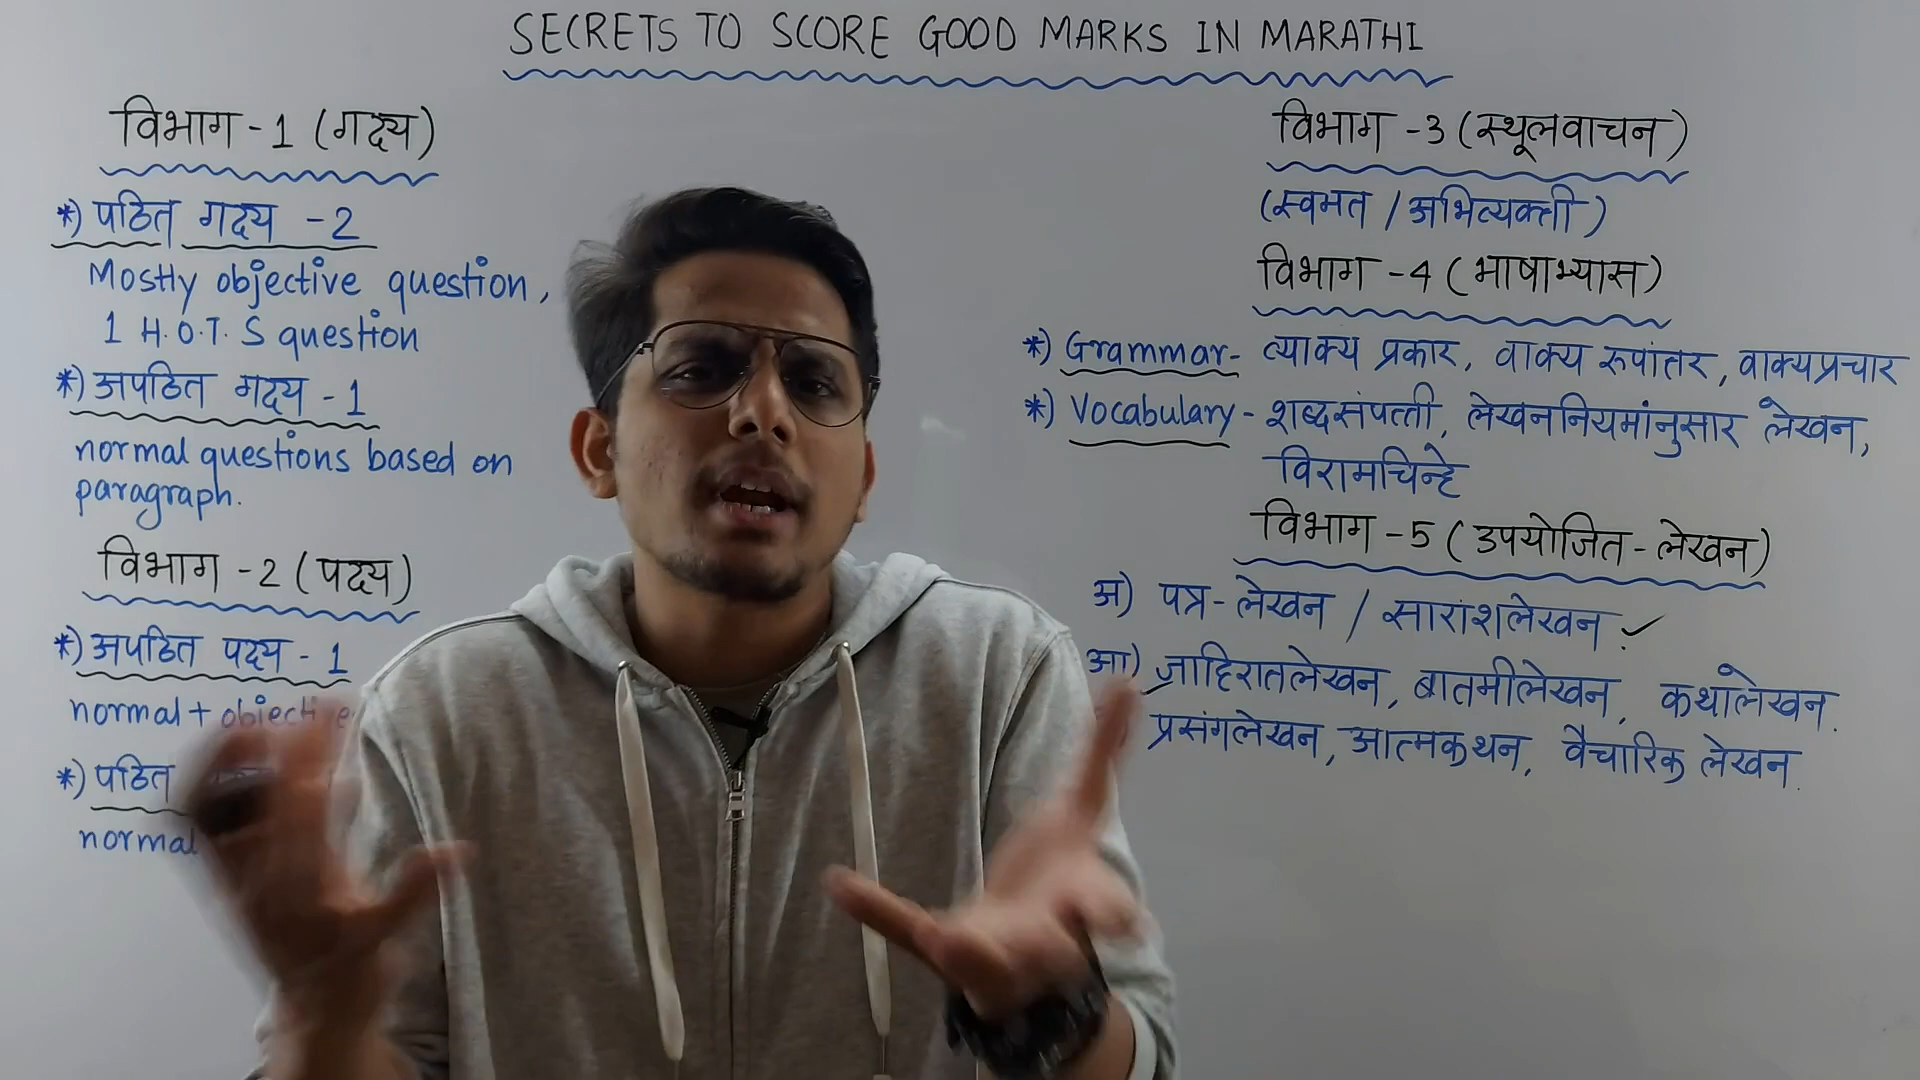 SECRETS TO SCORE GOOD MARKS IN MARATHI
विभाग - 1 (गद्य)
*) पठित गद्य - 2
Mostly objective question,
1 H.O.T.S question
*) अपठित गद्य - 1
normal questions based on
paragraph.
विभाग - 2 (पद्य)
*) अपठित पद्य - 1
normal + objective
*) पठित
normal
विभाग - 3 (स्थूलवाचन)
(स्वमत / अभिव्यक्ती)
विभाग - 4 (भाषाभ्यास)
*) Grammar - व्याक्य प्रकार, वाक्य रूपांतर, वाक्यप्रचार
*) Vocabulary - शब्दसंपत्ती, लेखननियमांनुसार लेखन,
विरामचिन्हे
विभाग - 5 (उपयोजित - लेखन)
अ) पत्र - लेखन / सारांशलेखन ✓
आ) जाहिरातलेखन, बातमीलेखन, कथालेखन.
प्रसंगलेखन, आत्मकथन, वैचारिक लेखन.